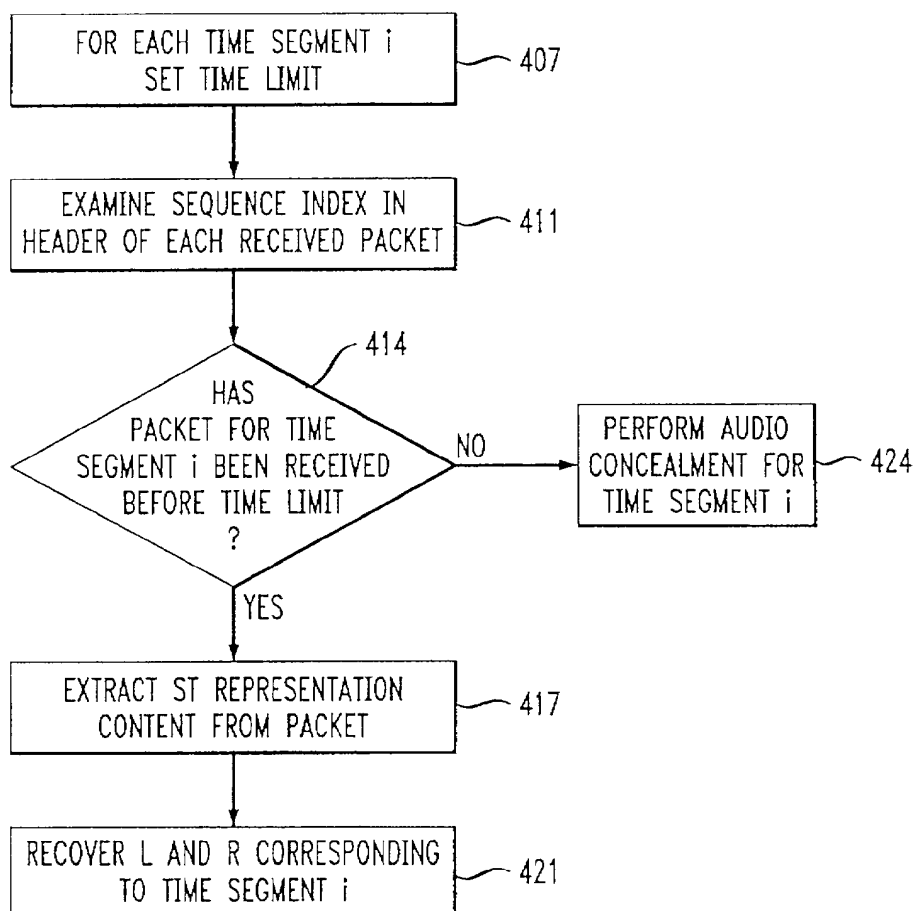 FOR EACH TIME SEGMENT i
SET TIME LIMIT
407
EXAMINE SEQUENCE INDEX IN
HEADER OF EACH RECEIVED PACKET
411
414
HAS
PACKET FOR TIME
SEGMENT i BEEN RECEIVED
BEFORE TIME LIMIT
?
NO
PERFORM AUDIO
CONCEALMENT FOR
TIME SEGMENT i
424
YES
EXTRACT ST REPRESENTATION
CONTENT FROM PACKET
417
RECOVER L AND R CORRESPONDING
TO TIME SEGMENT i
421